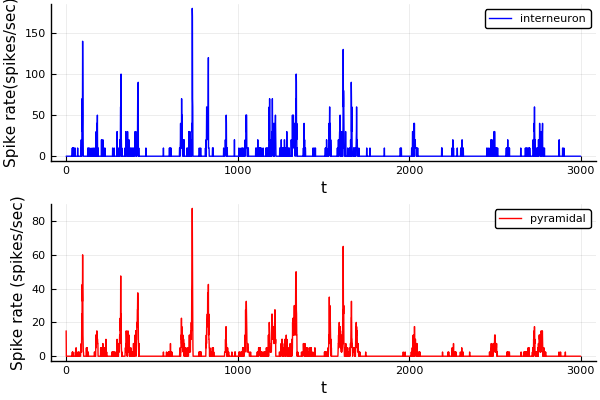 interneuron
Spike rate(spikes/sec)
150
100
50
0
0 1000 2000 3000
t
pyramidal
Spike rate (spikes/sec)
80
60
40
20
0
0 1000 2000 3000
t